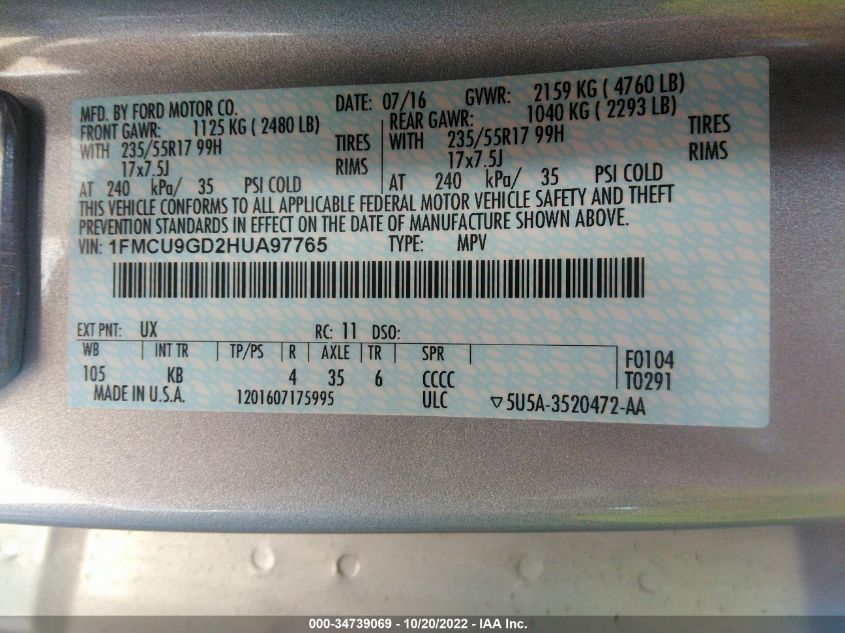 MFD. BY FORD MOTOR CO. DATE: 07/16 GVWR: 2159 KG ( 4760 LB)
FRONT GAWR: 1125 KG ( 2480 LB) REAR GAWR: 1040 KG ( 2293 LB)
WITH 235/55R17 99H TIRES WITH 235/55R17 99H TIRES
17x7.5J RIMS 17x7.5J RIMS
AT 240 kPa/ 35 PSI COLD AT 240 kPa/ 35 PSI COLD
THIS VEHICLE CONFORMS TO ALL APPLICABLE FEDERAL MOTOR VEHICLE SAFETY AND THEFT
PREVENTION STANDARDS IN EFFECT ON THE DATE OF MANUFACTURE SHOWN ABOVE.
VIN: 1FMCU9GD2HUA97765 TYPE: MPV
EXT PNT: UX RC: 11 DSO:
WB INT TR TP/PS R AXLE TR SPR F0104
105 KB 4 35 6 CCCC T0291
MADE IN U.S.A. 1201607175995 ULC ▽5U5A-3520472-AA
000-34739069 - 10/20/2022 - IAA Inc.